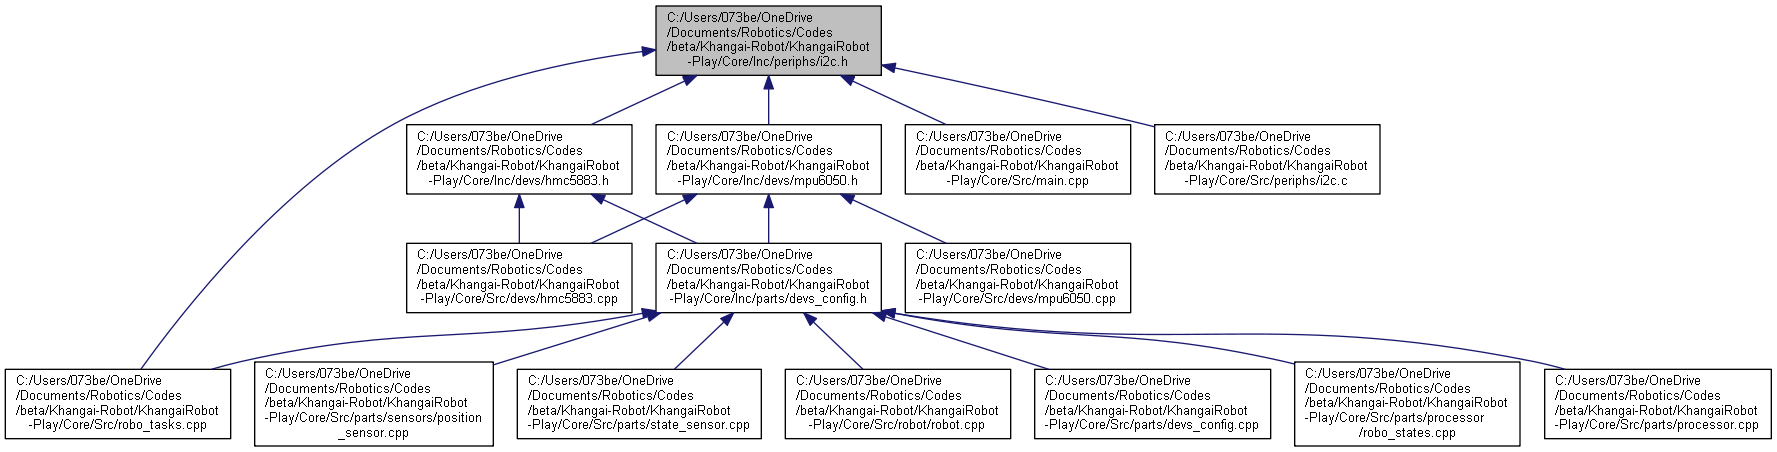 C:/Users/073be/OneDrive
/Documents/Robotics/Codes
/beta/Khangai-Robot/KhangaiRobot
-Play/Core/Inc/periphs/i2c.h
C:/Users/073be/OneDrive
/Documents/Robotics/Codes
/beta/Khangai-Robot/KhangaiRobot
-Play/Core/Inc/devs/hmc5883.h
C:/Users/073be/OneDrive
/Documents/Robotics/Codes
/beta/Khangai-Robot/KhangaiRobot
-Play/Core/Inc/devs/mpu6050.h
C:/Users/073be/OneDrive
/Documents/Robotics/Codes
/beta/Khangai-Robot/KhangaiRobot
-Play/Core/Src/main.cpp
C:/Users/073be/OneDrive
/Documents/Robotics/Codes
/beta/Khangai-Robot/KhangaiRobot
-Play/Core/Src/periphs/i2c.c
C:/Users/073be/OneDrive
/Documents/Robotics/Codes
/beta/Khangai-Robot/KhangaiRobot
-Play/Core/Src/devs/hmc5883.cpp
C:/Users/073be/OneDrive
/Documents/Robotics/Codes
/beta/Khangai-Robot/KhangaiRobot
-Play/Core/Inc/parts/devs_config.h
C:/Users/073be/OneDrive
/Documents/Robotics/Codes
/beta/Khangai-Robot/KhangaiRobot
-Play/Core/Src/devs/mpu6050.cpp
C:/Users/073be/OneDrive
/Documents/Robotics/Codes
/beta/Khangai-Robot/KhangaiRobot
-Play/Core/Src/robo_tasks.cpp
C:/Users/073be/OneDrive
/Documents/Robotics/Codes
/beta/Khangai-Robot/KhangaiRobot
-Play/Core/Src/parts/sensors/position
_sensor.cpp
C:/Users/073be/OneDrive
/Documents/Robotics/Codes
/beta/Khangai-Robot/KhangaiRobot
-Play/Core/Src/parts/state_sensor.cpp
C:/Users/073be/OneDrive
/Documents/Robotics/Codes
/beta/Khangai-Robot/KhangaiRobot
-Play/Core/Src/robot/robot.cpp
C:/Users/073be/OneDrive
/Documents/Robotics/Codes
/beta/Khangai-Robot/KhangaiRobot
-Play/Core/Src/parts/devs_config.cpp
C:/Users/073be/OneDrive
/Documents/Robotics/Codes
/beta/Khangai-Robot/KhangaiRobot
-Play/Core/Src/parts/processor
/robo_states.cpp
C:/Users/073be/OneDrive
/Documents/Robotics/Codes
/beta/Khangai-Robot/KhangaiRobot
-Play/Core/Src/parts/processor.cpp